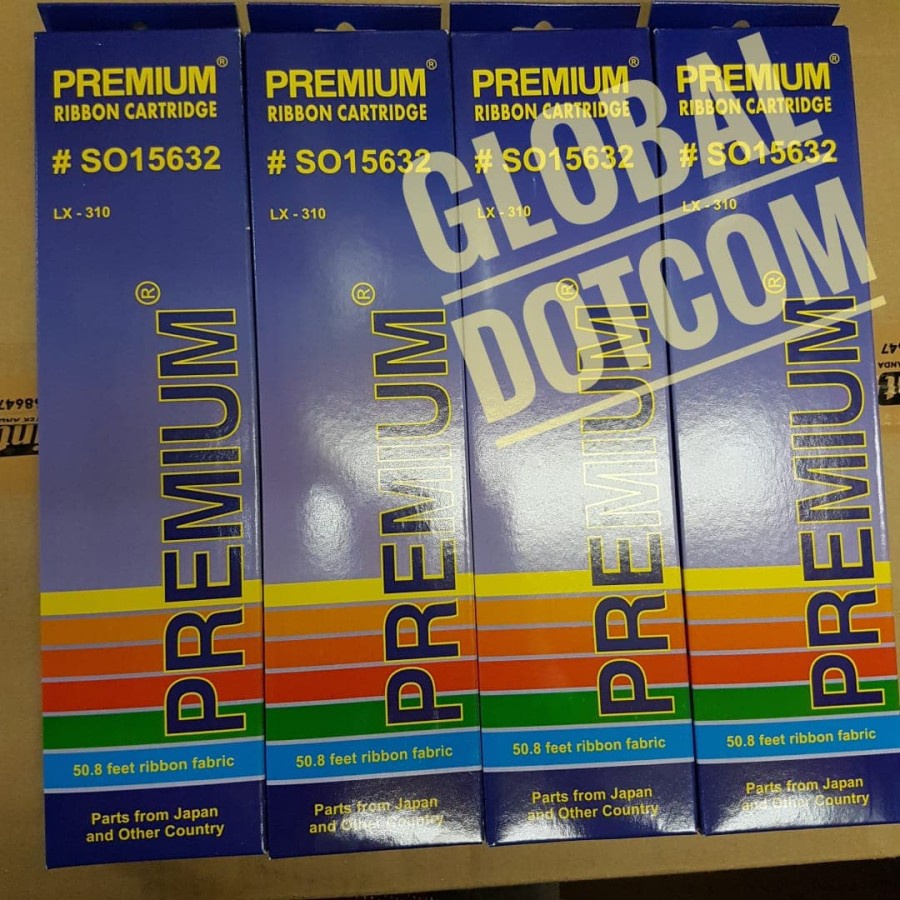 PREMIUM®
RIBBON CARTRIDGE
# SO15632
LX - 310
PREMIUM®
50.8 feet ribbon fabric
Parts from Japan
and Other Country
PREMIUM®
RIBBON CARTRIDGE
# SO15632
LX - 310
PREMIUM®
50.8 feet ribbon fabric
Parts from Japan
and Other Country
PREMIUM®
RIBBON CARTRIDGE
# SO15632
LX - 310
PREMIUM®
50.8 feet ribbon fabric
Parts from Japan
and Other Country
PREMIUM®
RIBBON CARTRIDGE
# SO15632
LX - 310
PREMIUM®
50.8 feet ribbon fabric
Parts from Japan
and Other Country
GLOBAL
DOTCOM